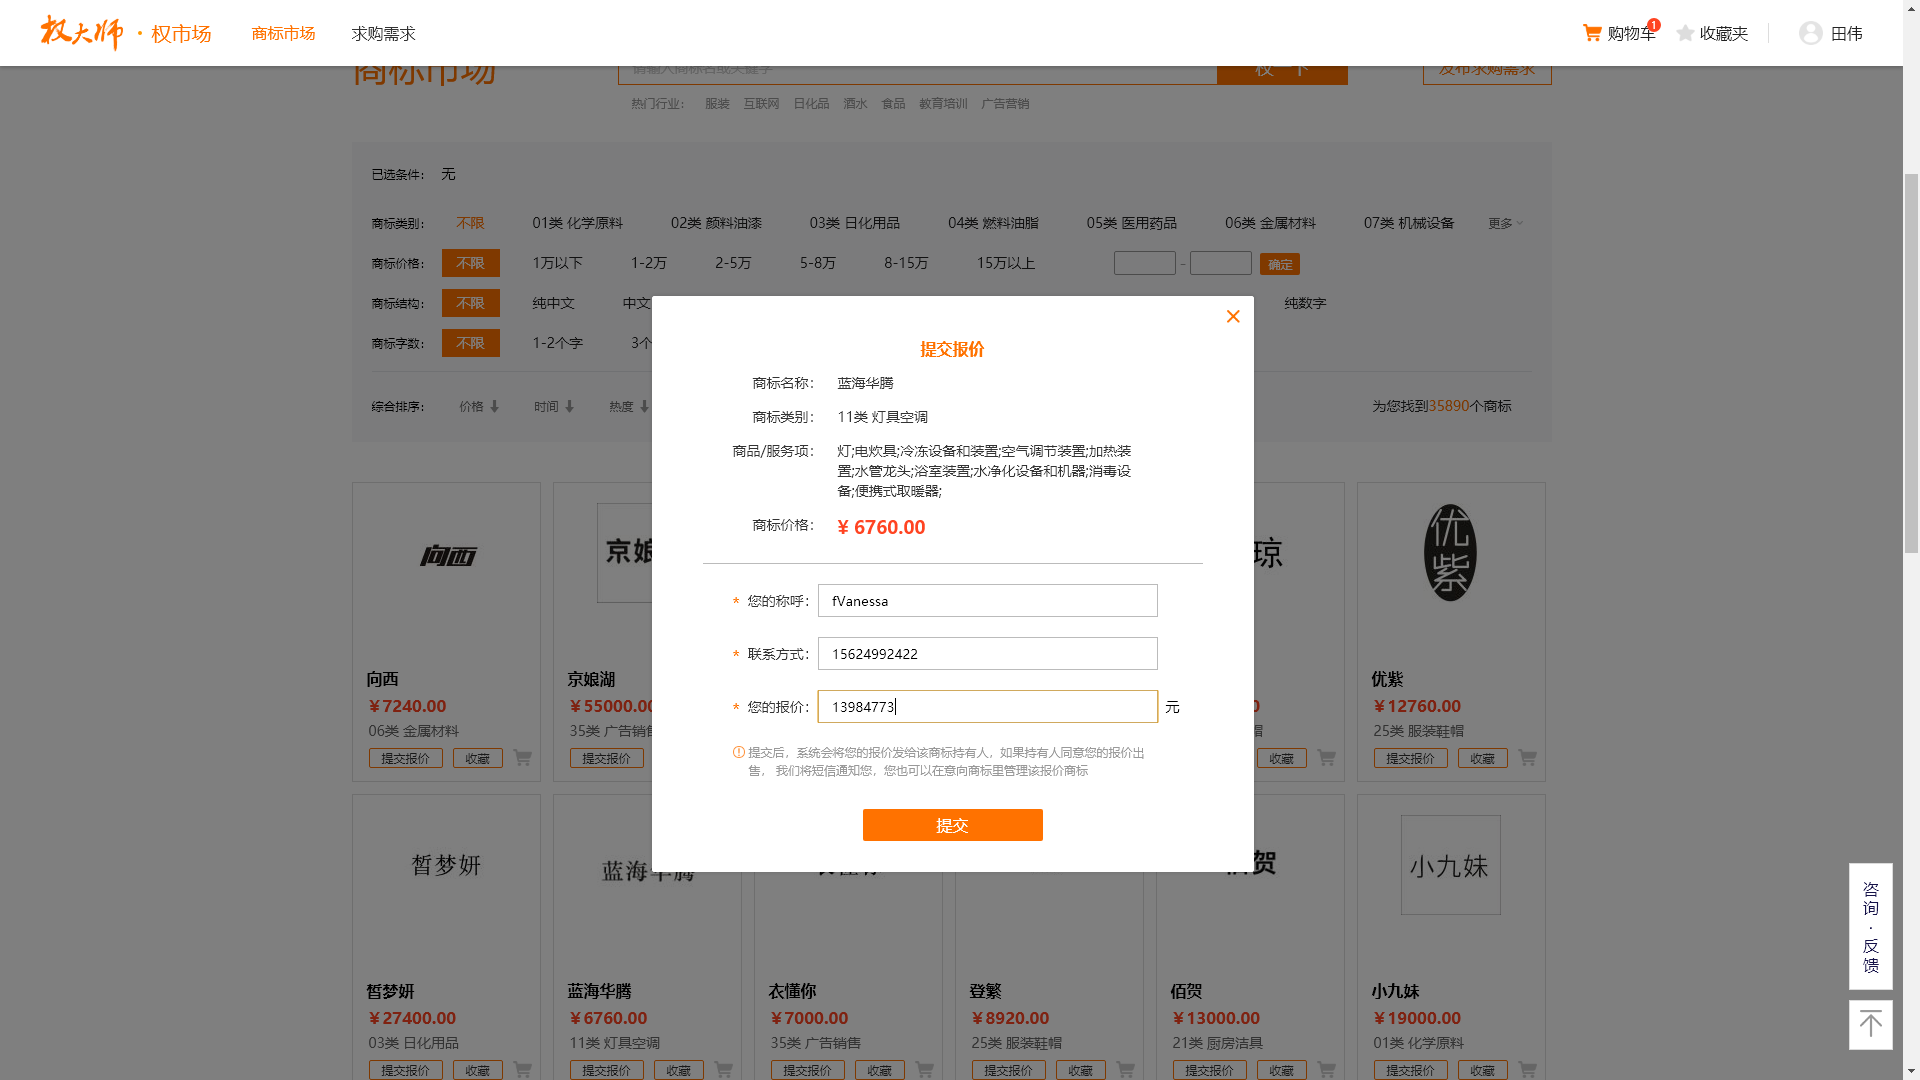 权大师 · 权市场 商标市场 求购需求 购物车 1 收藏夹 田伟
商标市场 请输入商标名或关键字 权一下 发布求购需求
热门行业： 服装 互联网 日化品 酒水 食品 教育培训 广告营销
已选条件： 无
商标类别： 不限 01类 化学原料 02类 颜料油漆 03类 日化用品 04类 燃料油脂 05类 医用药品 06类 金属材料 07类 机械设备 更多
商标价格： 不限 1万以下 1-2万 2-5万 5-8万 8-15万 15万以上 - 确定
商标结构： 不限 纯中文 中文 纯数字
商标字数： 不限 1-2个字 3个
综合排序： 价格 时间 热度 为您找到35890个商标
提交报价
商标名称： 蓝海华腾
商标类别： 11类 灯具空调
商品/服务项： 灯;电炊具;冷冻设备和装置;空气调节装置;加热装
置;水管龙头;浴室装置;水净化设备和机器;消毒设
备;便携式取暖器;
商标价格： ¥ 6760.00
* 您的称呼： fVanessa
* 联系方式： 15624992422
* 您的报价： 13984773 元
提交后，系统会将您的报价发给该商标持有人，如果持有人同意您的报价出
售， 我们将短信通知您，您也可以在意向商标里管理该报价商标
提交
向西 京娘 琼 优紫
向西 京娘湖 优紫
¥7240.00 ¥55000.0 0 ¥12760.00
06类 金属材料 35类 广告销售 帽 25类 服装鞋帽
提交报价 收藏 提交报价 收藏 提交报价 收藏
皙梦妍 蓝海华腾 佰贺 小九妹
皙梦妍 蓝海华腾 衣懂你 登繁 佰贺 小九妹
¥27400.00 ¥6760.00 ¥7000.00 ¥8920.00 ¥13000.00 ¥19000.00
03类 日化用品 11类 灯具空调 35类 广告销售 25类 服装鞋帽 21类 厨房洁具 01类 化学原料
提交报价 收藏 提交报价 收藏 提交报价 收藏 提交报价 收藏 提交报价 收藏 提交报价 收藏
咨
询
·
反
馈